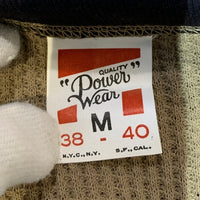 QUALITY
"Power
Wear"
M
38 - 40
N.Y.C., N.Y. S.F., CAL.